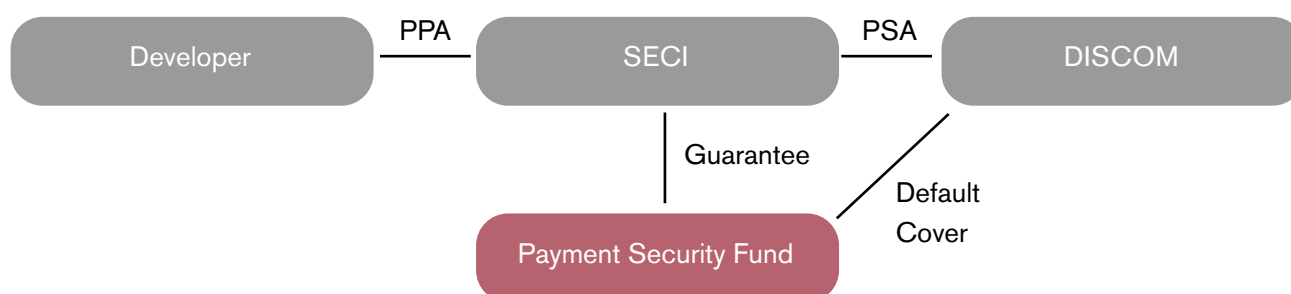 PPA
PSA
Developer
SECI
DISCOM
Guarantee
Default
Cover
Payment Security Fund